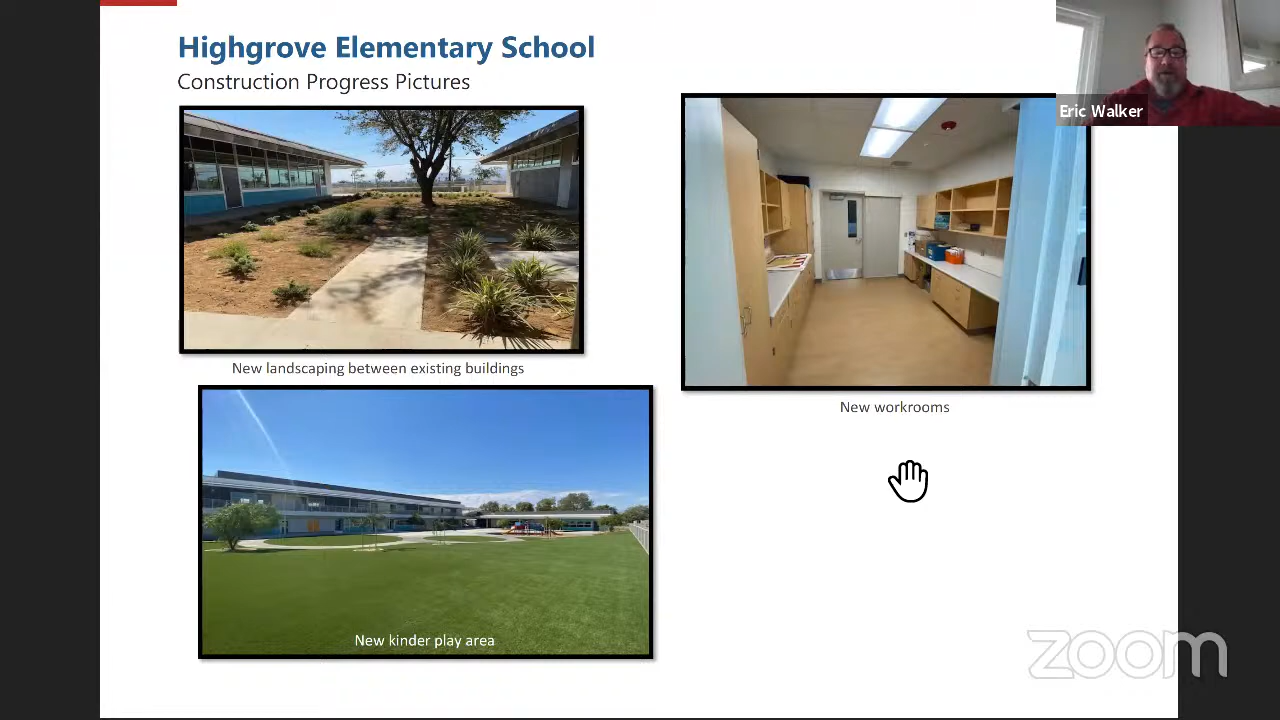 Highgrove Elementary School
Construction Progress Pictures
Eric Walker
New landscaping between existing buildings
New workrooms
New kinder play area
zoom